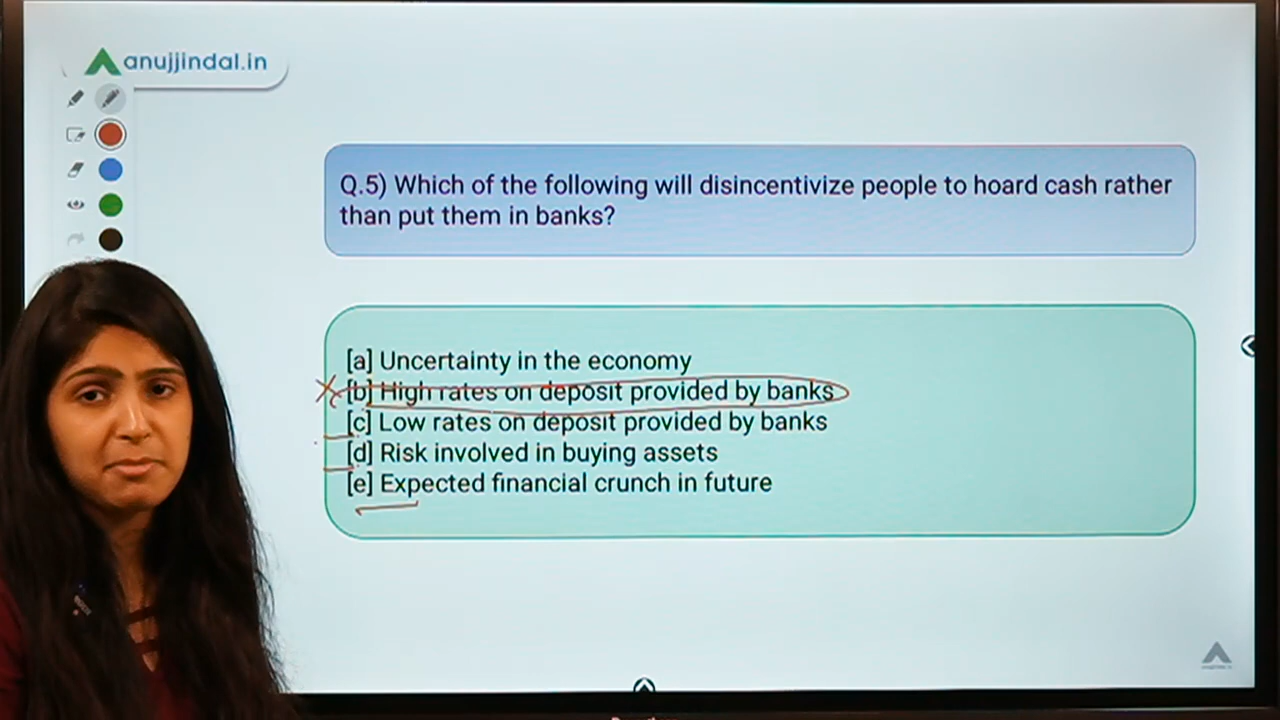 anujjindal.in
Q.5) Which of the following will disincentivize people to hoard cash rather
than put them in banks?
[a] Uncertainty in the economy
[b] High rates on deposit provided by banks
[c] Low rates on deposit provided by banks
[d] Risk involved in buying assets
[e] Expected financial crunch in future